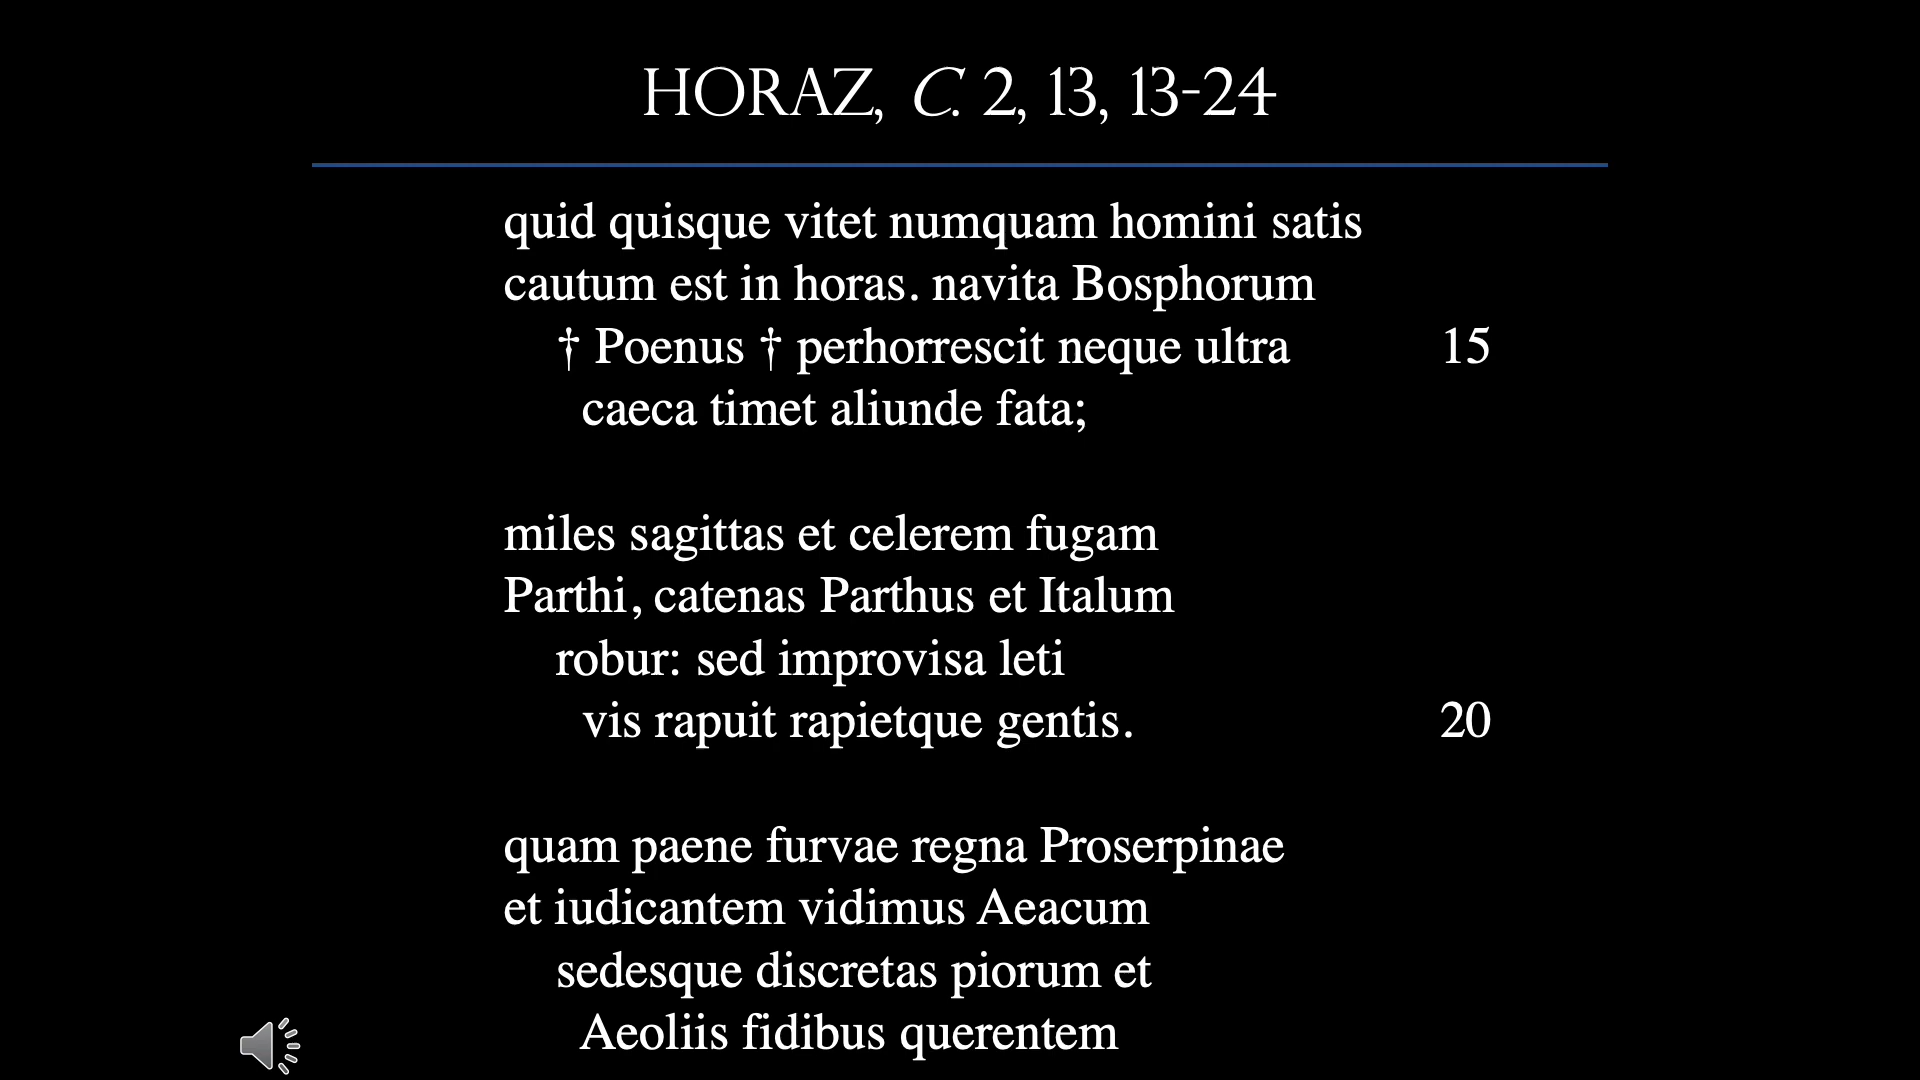 HORAZ, C. 2, 13, 13-24
quid quisque vitet numquam homini satis
cautum est in horas. navita Bosphorum
† Poenus † perhorrescit neque ultra 15
caeca timet aliunde fata;
miles sagittas et celerem fugam
Parthi, catenas Parthus et Italum
robur: sed improvisa leti
vis rapuit rapietque gentis. 20
quam paene furvae regna Proserpinae
et iudicantem vidimus Aeacum
sedesque discretas piorum et
Aeoliis fidibus querentem